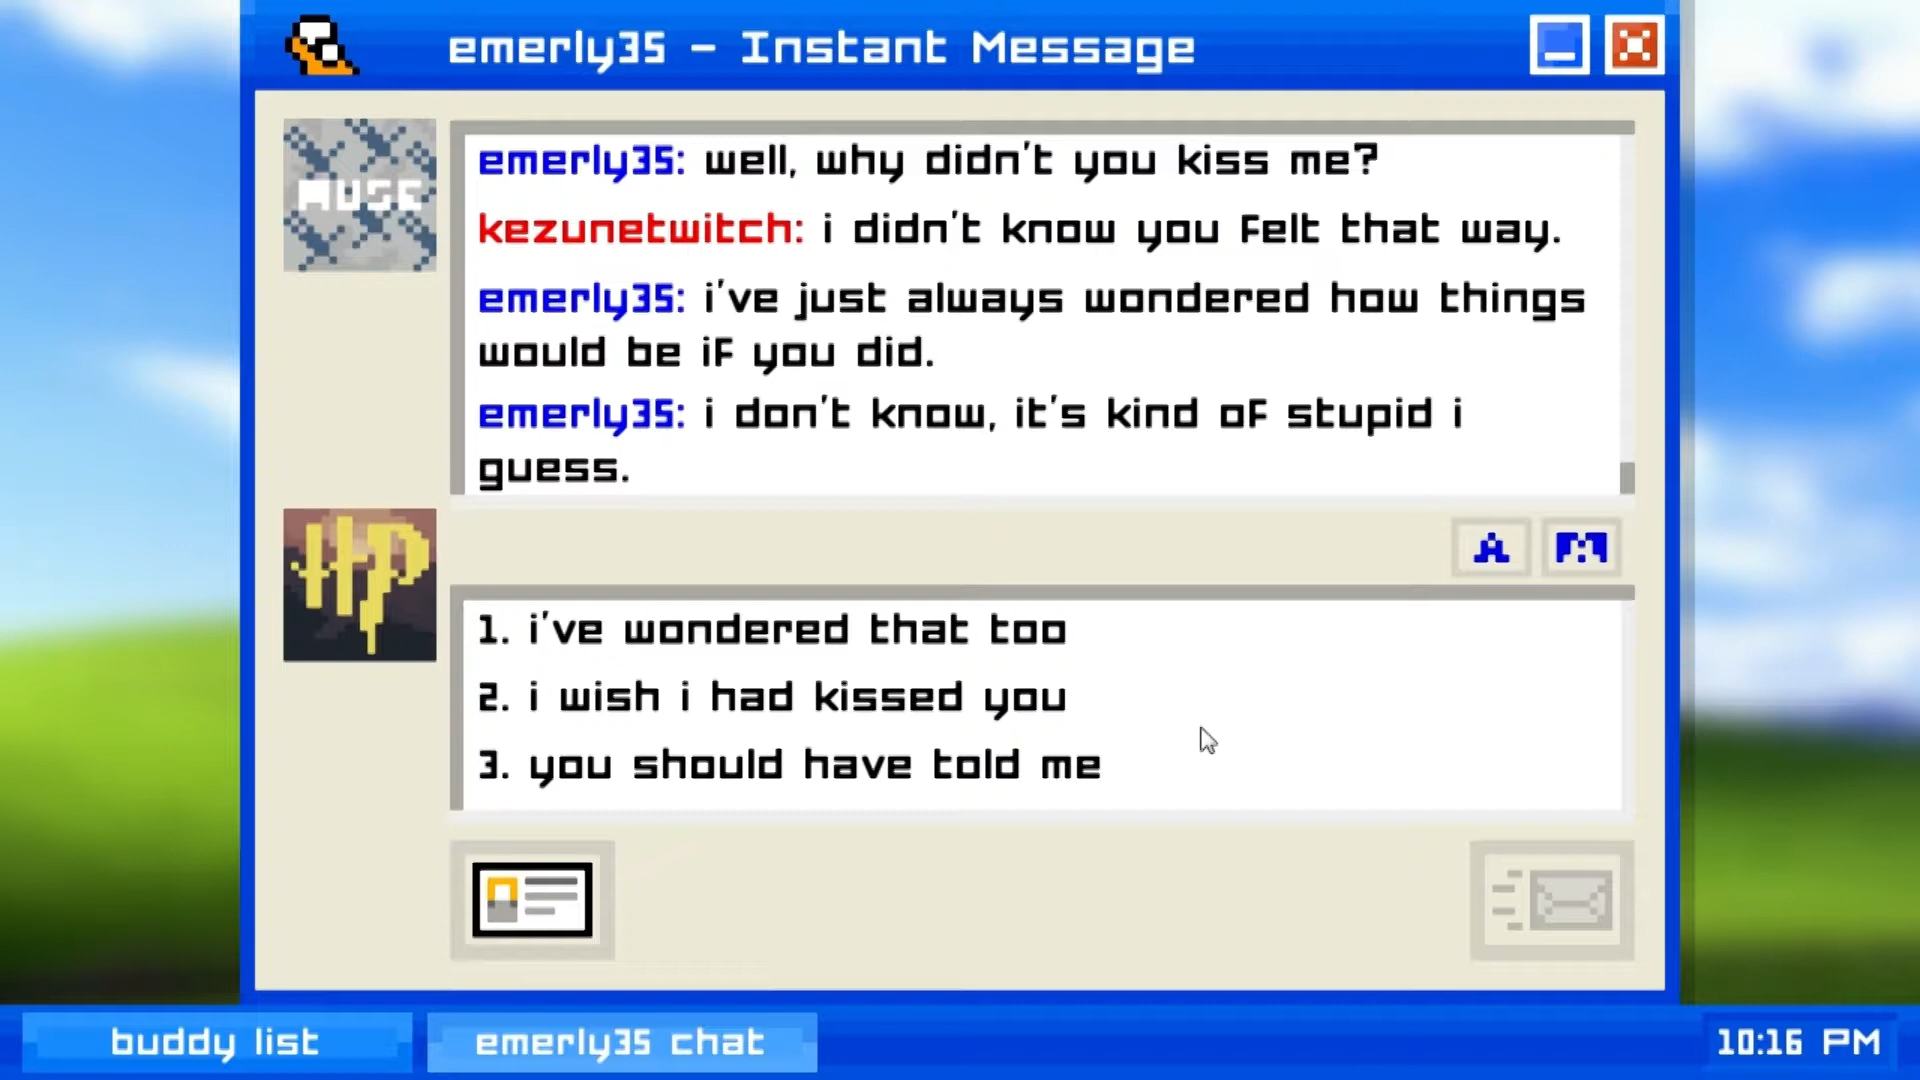 emerly35 - Instant Message
MUSE
emerly35: well, why didn't you kiss me?
kezunetwitch: i didn't know you felt that way.
emerly35: i've just always wondered how things
would be if you did.
emerly35: i don't know, it's kind of stupid i
guess.
HP
A M
1. i've wondered that too
2. i wish i had kissed you
3. you should have told me
buddy list
emerly35 chat
10:16 PM